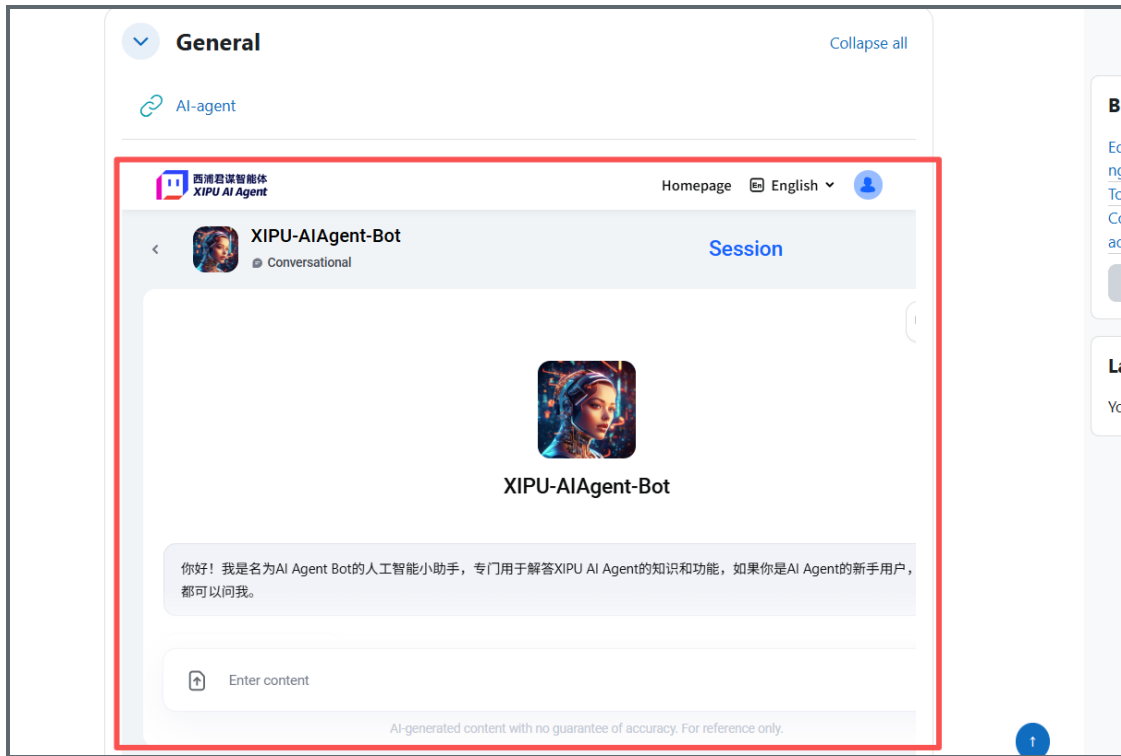 General
Collapse all
AI-agent
西浦君谋智能体
XIPU AI Agent
Homepage
En English
XIPU-AIAgent-Bot
Conversational
Session
XIPU-AIAgent-Bot
你好！我是名为AI Agent Bot的人工智能小助手，专门用于解答XIPU AI Agent的知识和功能，如果你是AI Agent的新手用户，
都可以问我。
Enter content
AI-generated content with no guarantee of accuracy. For reference only.